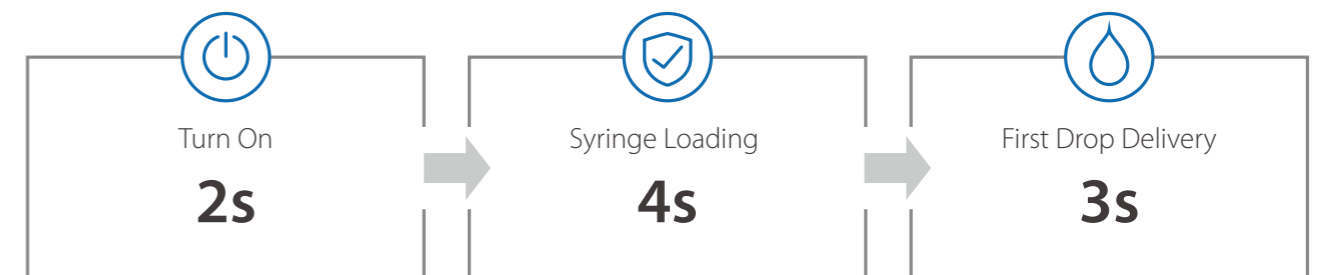 Turn On
2s
Syringe Loading
4s
First Drop Delivery
3s